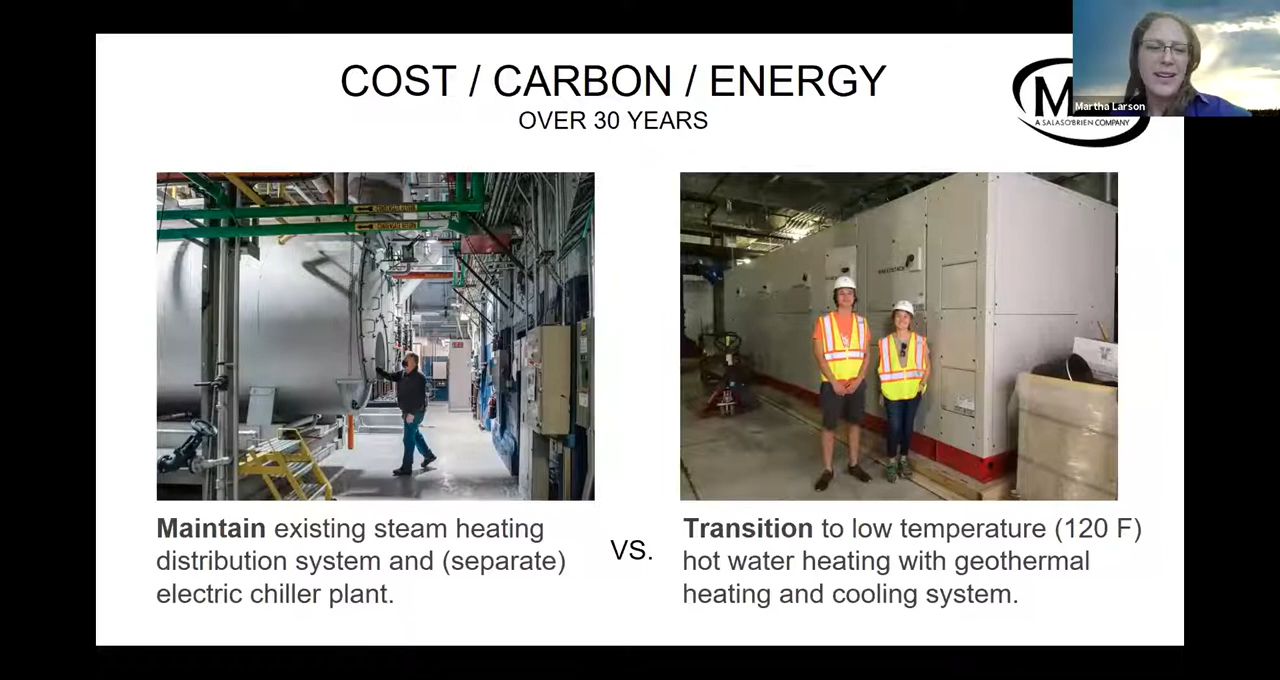 COST / CARBON / ENERGY
OVER 30 YEARS
M
A SALASO'BRIEN COMPANY
Martha Larson
Maintain existing steam heating
distribution system and (separate)
electric chiller plant.
VS.
Transition to low temperature (120 F)
hot water heating with geothermal
heating and cooling system.